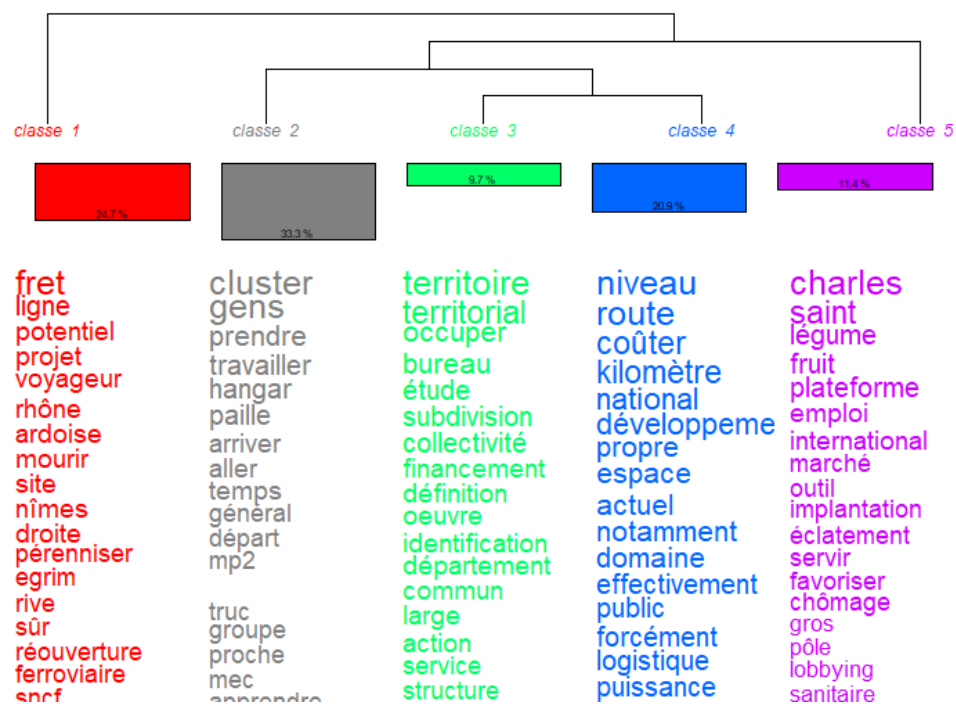 classe 1
classe 2
classe 3
classe 4
classe 5
24.7 %
33.3 %
9.7 %
20.9 %
11.4 %
fret
ligne
potentiel
projet
voyageur
rhône
ardoise
mourir
site
nîmes
droite
pérenniser
egrim
rive
sûr
réouverture
ferroviaire
sncf
cluster
gens
prendre
travailler
hangar
paille
arriver
aller
temps
général
départ
mp2
truc
groupe
proche
mec
apprendre
territoire
territorial
occuper
bureau
étude
subdivision
collectivité
financement
définition
oeuvre
identification
département
commun
large
action
service
structure
niveau
route
coûter
kilomètre
national
développeme
propre
espace
actuel
notamment
domaine
effectivement
public
forcément
logistique
puissance
charles
saint
légume
fruit
plateforme
emploi
international
marché
outil
implantation
éclatement
servir
favoriser
chômage
gros
pôle
lobbying
sanitaire